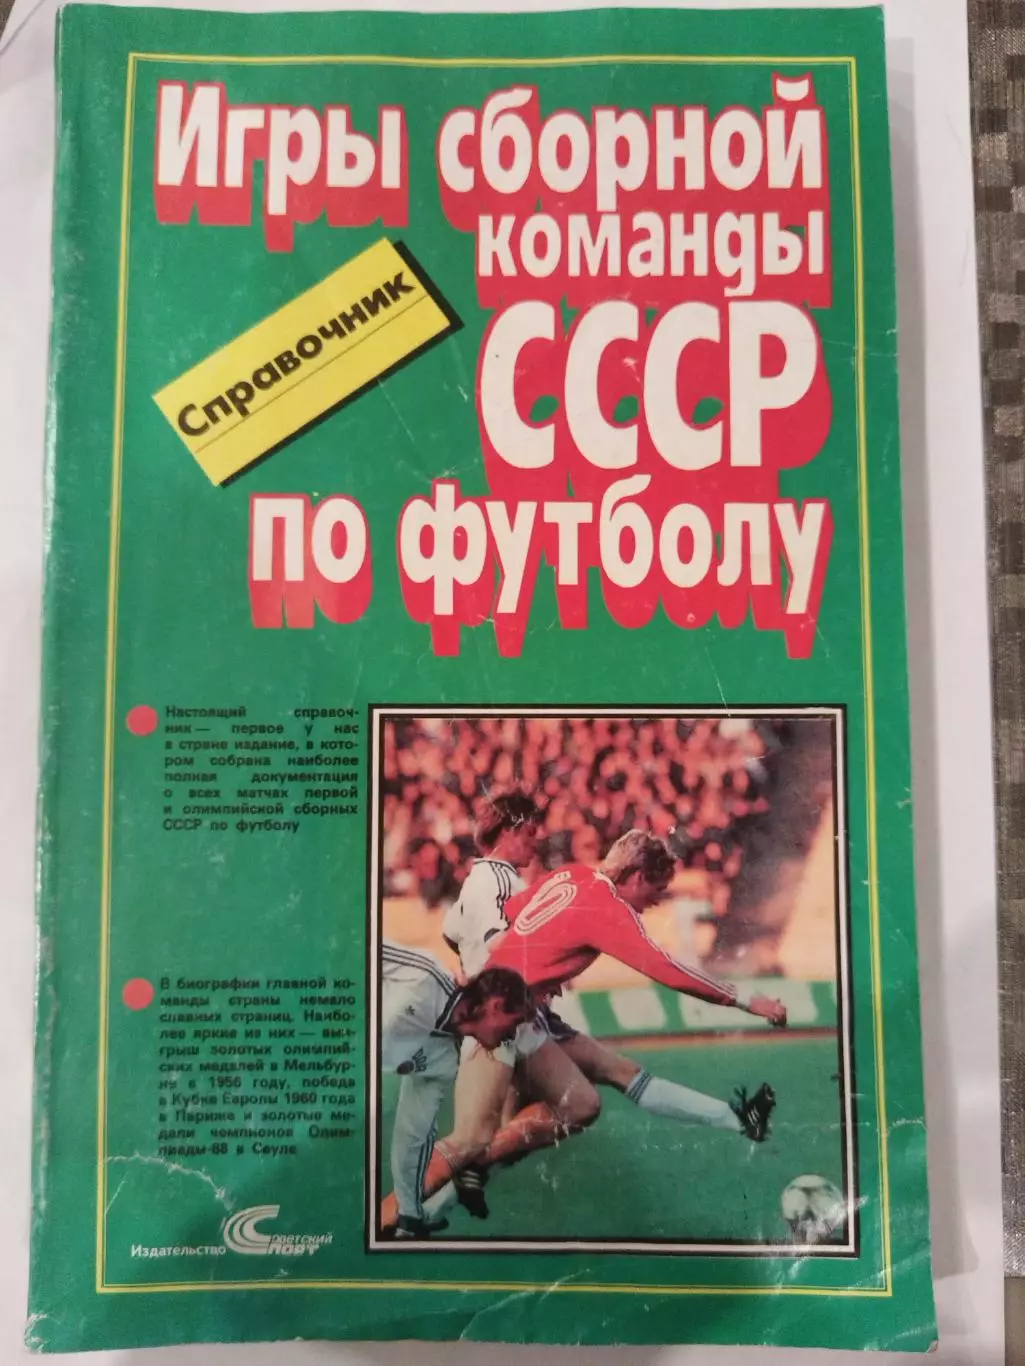 Игры сборной
команды
Справочник
СССР
по футболу
Настоящий справоч-
ник — первое у нас
в стране издание, в кото-
ром собрана наиболее
полная документация
о всех матчах первой
и олимпийской сборных
СССР по футболу
В биографии главной ко-
манды страны немало
славных страниц. Наибо-
лее яркие из них — выи-
грыш золотых олимпий-
ских медалей в Мельбур-
не в 1956 году, победа
в Кубке Европы 1960 года
в Париже и золотые ме-
дали чемпионов Олим-
пиады-88 в Сеуле
Издательство Советский Спорт